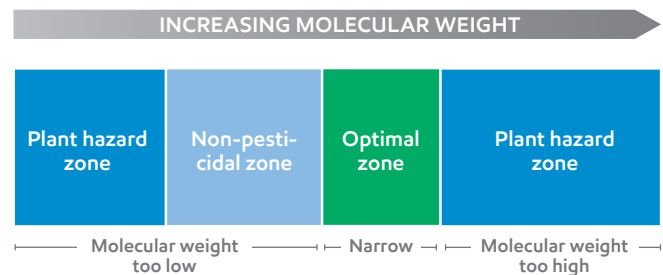 INCREASING MOLECULAR WEIGHT
Plant hazard
zone
Non-pesti-
cidal zone
Optimal
zone
Plant hazard
zone
Molecular weight
too low
Narrow
Molecular weight
too high